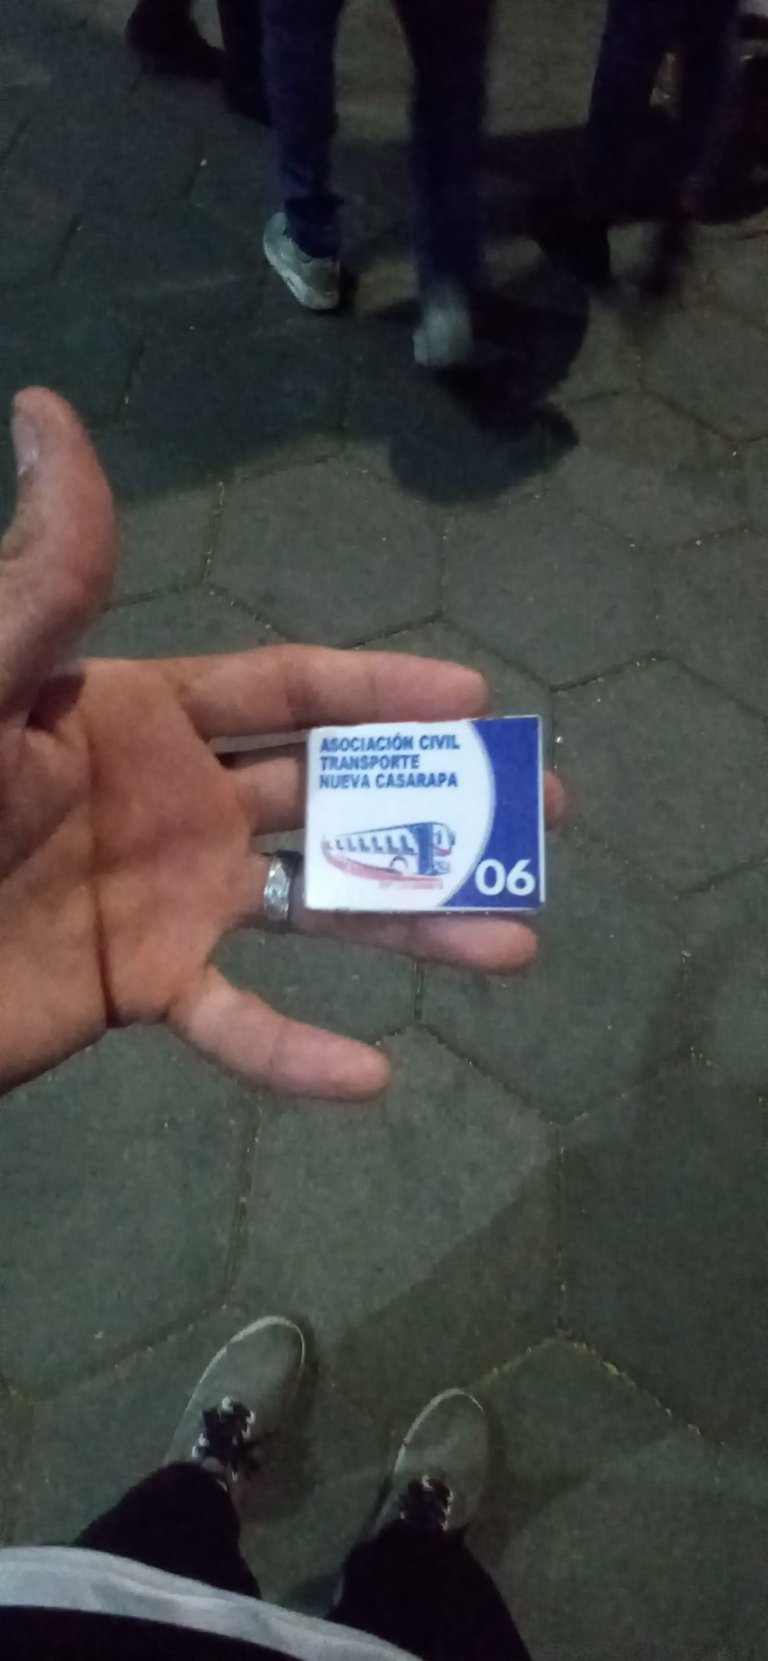 ASOCIACIÓN CIVIL
TRANSPORTE
NUEVA CASARAPA
06